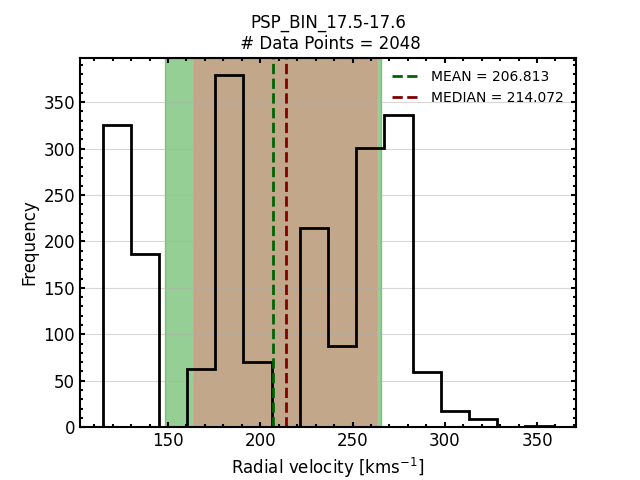 PSP_BIN_17.5-17.6
# Data Points = 2048
MEAN = 206.813
MEDIAN = 214.072
350
300
250
200
150
100
50
0
Frequency
150 200 250 300 350
Radial velocity [kms⁻¹]